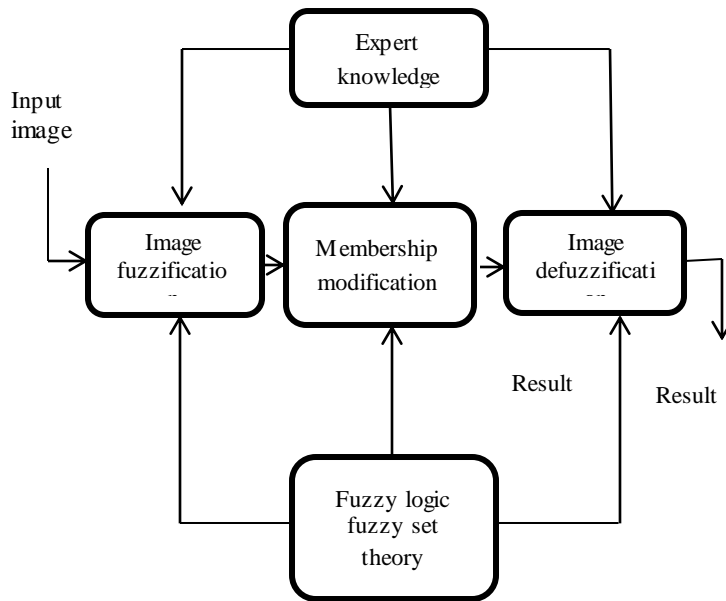 Expert
knowledge
Input
image
Image
fuzzificatio
Membership
modification
Image
defuzzificati
Result
Result
Fuzzy logic
fuzzy set
theory